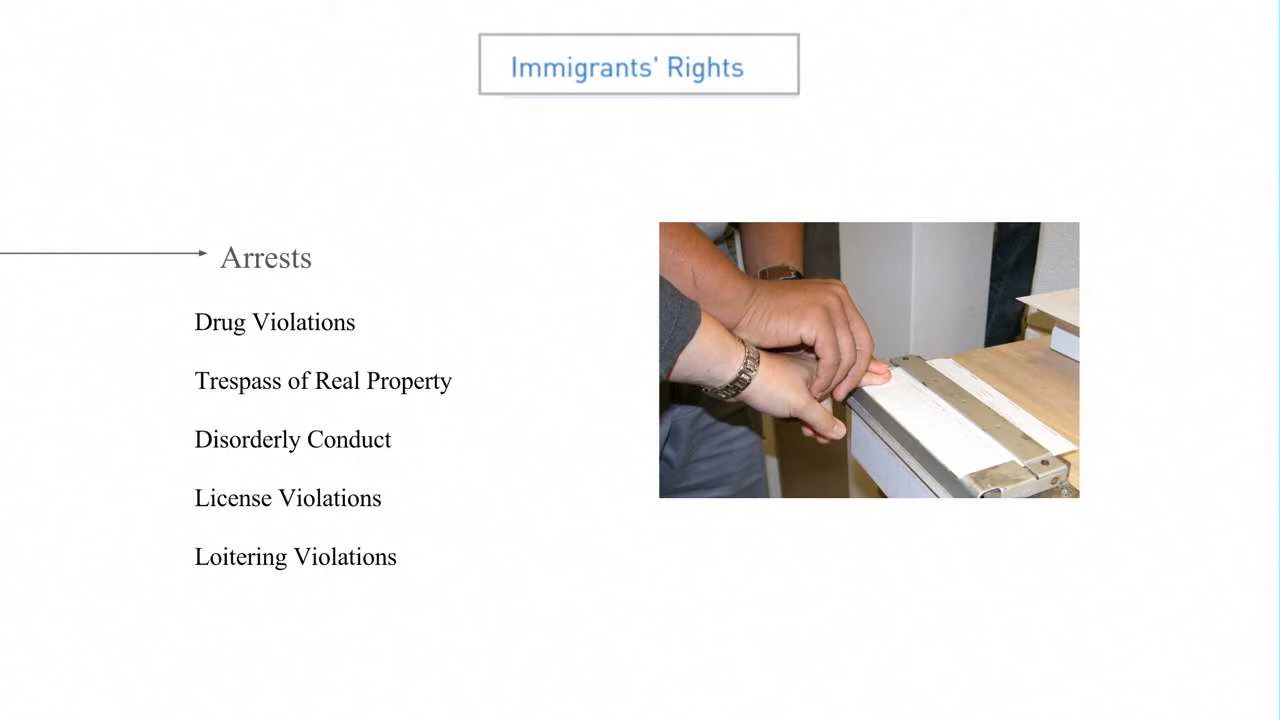 Immigrants' Rights
Arrests
Drug Violations
Trespass of Real Property
Disorderly Conduct
License Violations
Loitering Violations